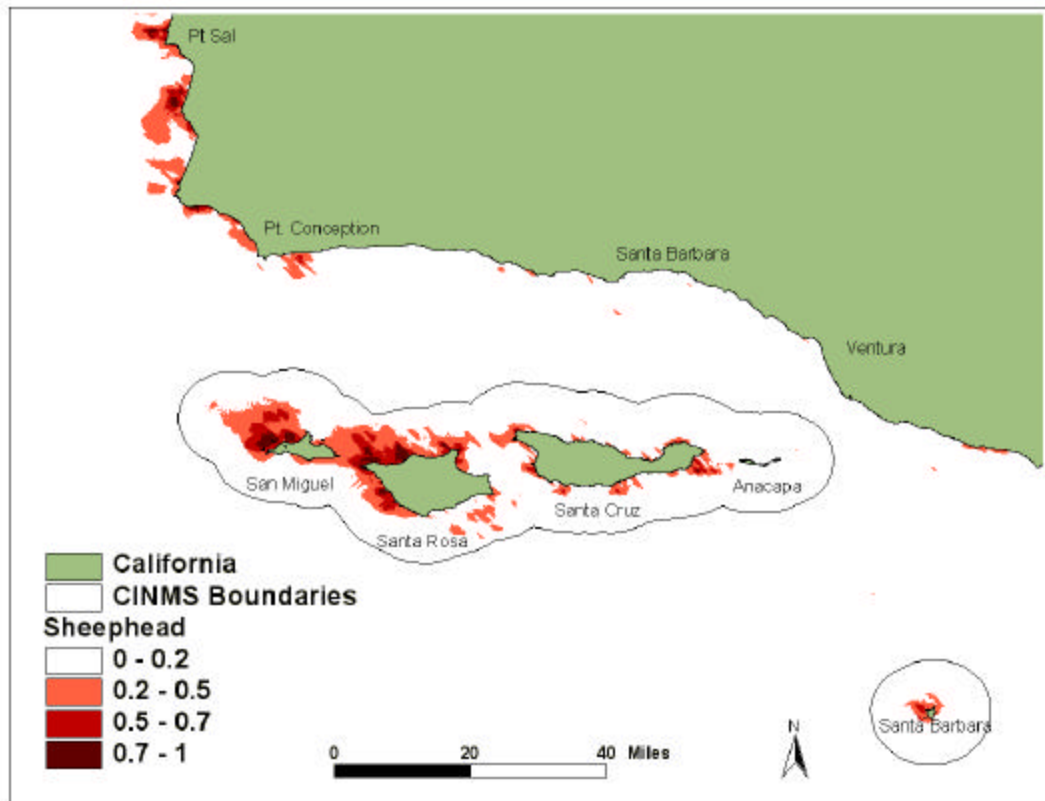 Pt Sal
Pt. Conception
Santa Barbara
Ventura
San Miguel
Anacapa
Santa Cruz
Santa Rosa
California
CINMS Boundaries
Sheephead
0 - 0.2
0.2 - 0.5
0.5 - 0.7
0.7 - 1
0 20 40 Miles
N
Santa Barbara